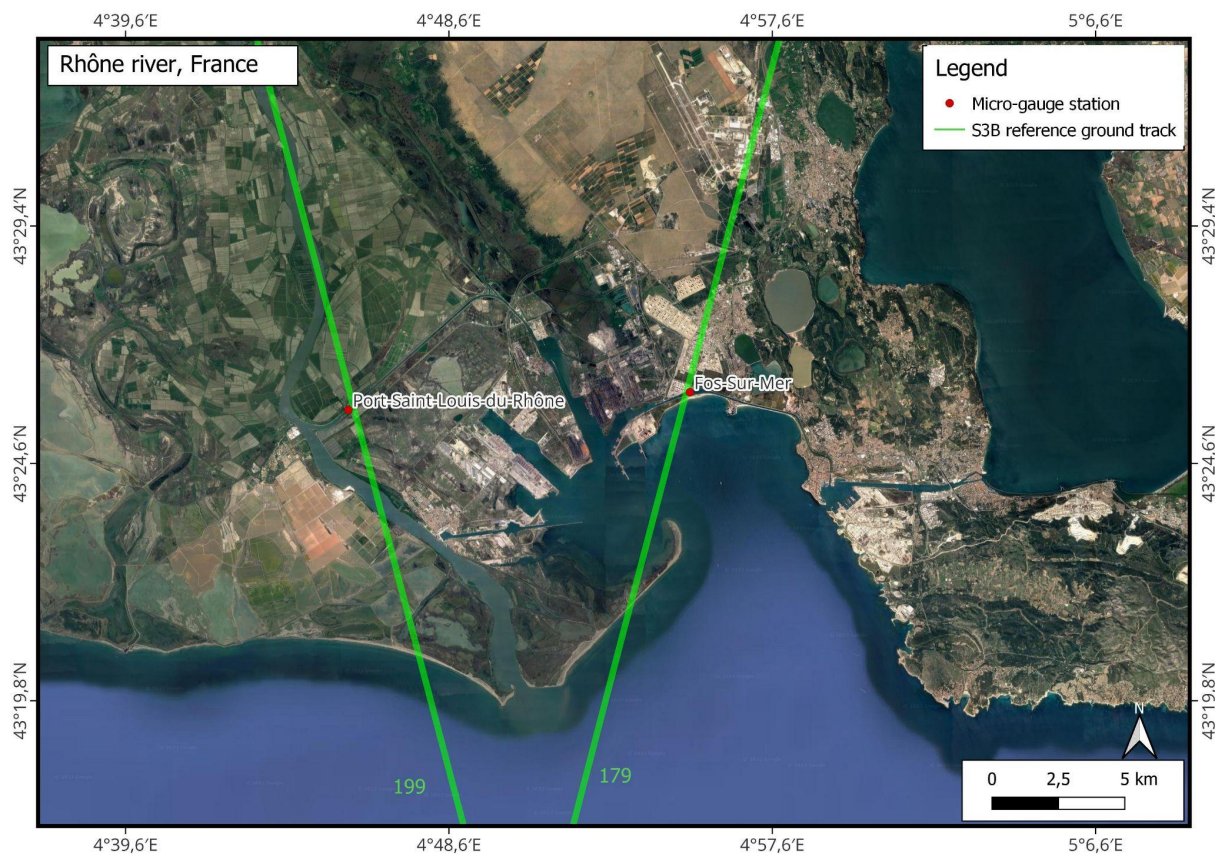 4°39,6'E 4°48,6'E 4°57,6'E 5°6,6'E
Rhône river, France
Legend
Micro-gauge station
S3B reference ground track
43°29,4'N 43°29,4'N
Fos-Sur-Mer
Port-Saint-Louis-du-Rhône
43°24,6'N 43°24,6'N
43°19,8'N 43°19,8'N
N
199 179
0 2,5 5 km
4°39,6'E 4°48,6'E 4°57,6'E 5°6,6'E